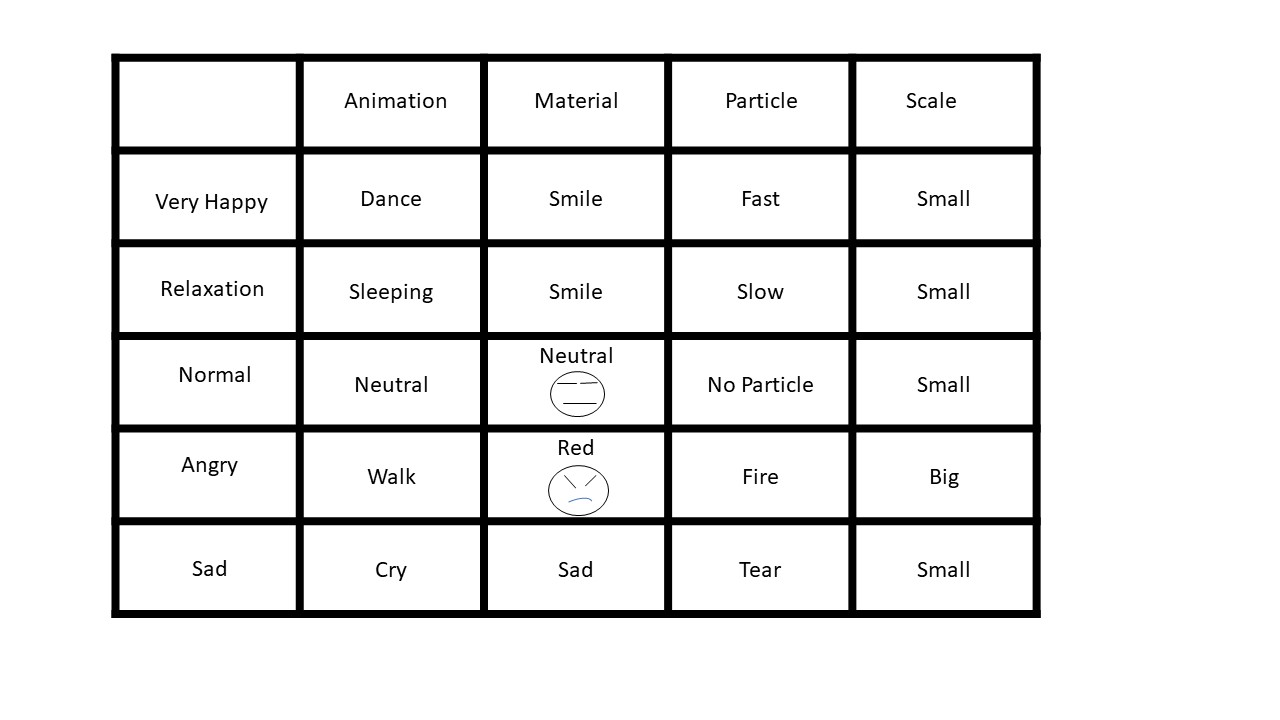 Animation Material Particle Scale
Very Happy Dance Smile Fast Small
Relaxation Sleeping Smile Slow Small
Normal Neutral Neutral No Particle Small
Angry Walk Red Fire Big
Sad Cry Sad Tear Small